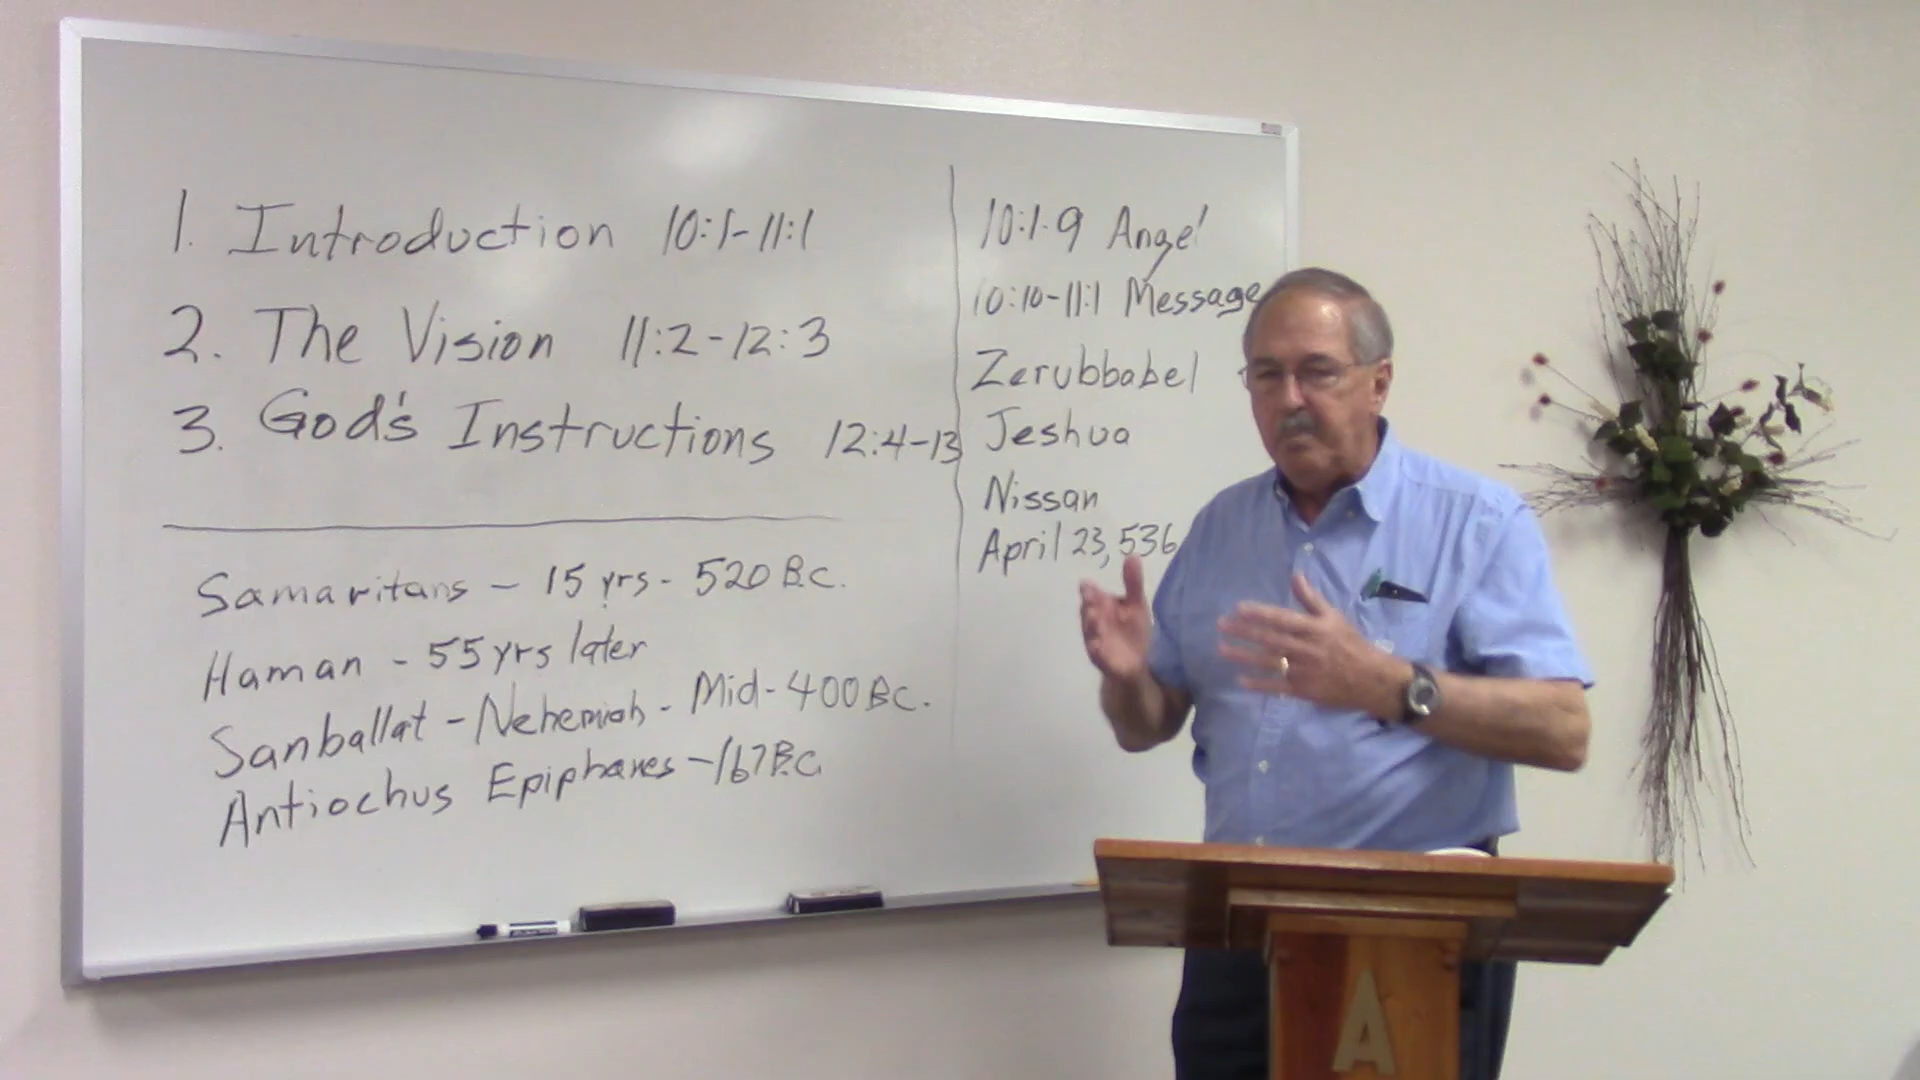 1. Introduction 10:1-11:1
2. The Vision 11:2-12:3
3. God's Instructions 12:4-13
Samaritans - 15 yrs - 520 B.C.
Haman - 55 yrs later
Sanballat - Nehemiah - Mid-400 B.C.
Antiochus Epiphanes - 167 B.C.
10:1-9 Angel
10:10-11:1 Message
Zerubbabel
Jeshua
Nissan
April 23, 536
A